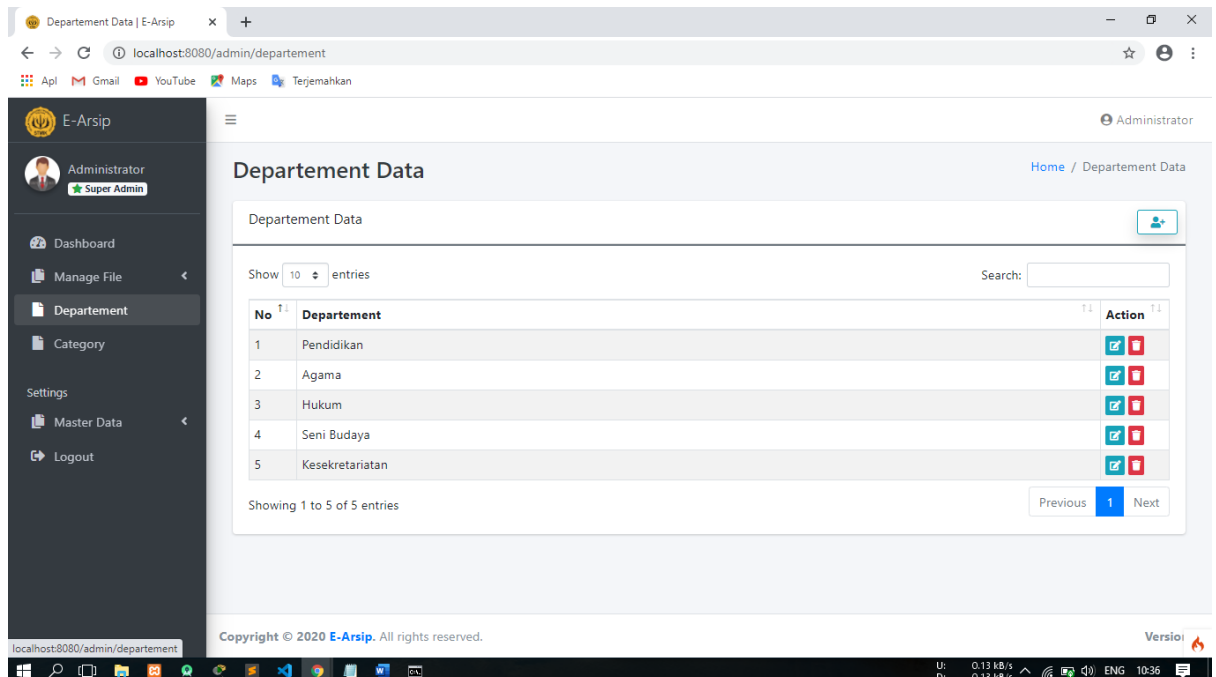 Departement Data | E-Arsip
localhost:8080/admin/departement
Apl Gmail YouTube Maps Terjemahkan
E-Arsip
Administrator
Administrator
Super Admin
Departement Data
Home / Departement Data
Departement Data
Dashboard
Manage File
Departement
Category
Settings
Master Data
Logout
Show 10 entries
Search:
No Departement Action
1 Pendidikan
2 Agama
3 Hukum
4 Seni Budaya
5 Kesekretariatan
Showing 1 to 5 of 5 entries
Previous 1 Next
Copyright © 2020 E-Arsip. All rights reserved.
localhost:8080/admin/departement
U: 0.13 kB/s
ENG 10:36